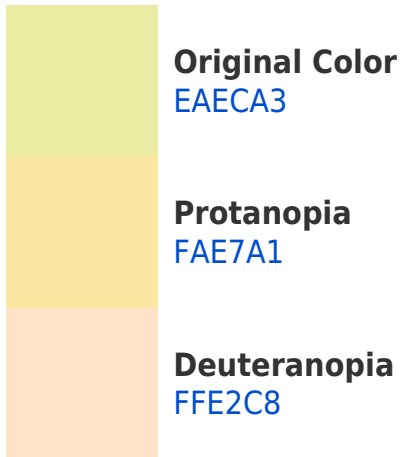 Original Color
EAECA3
Protanopia
FAE7A1
Deuteranopia
FFE2C8